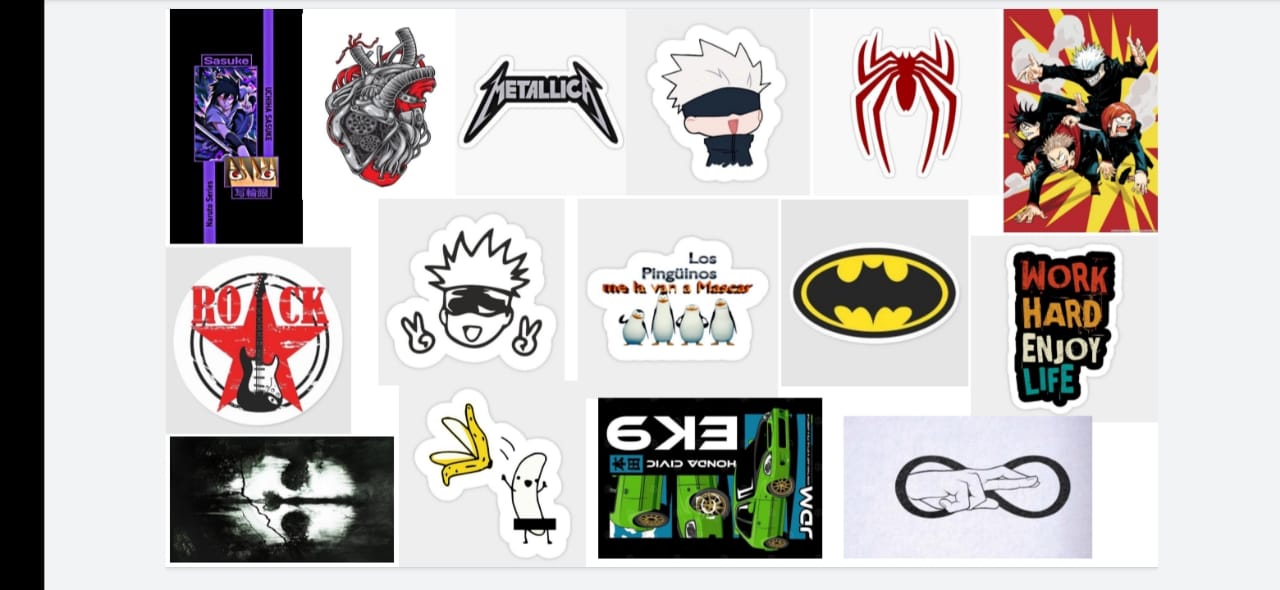 Sasuke
UCHIHA SASUKE
写輪眼
Naruto Series
METALLICA
ROCK
Los
Pingüinos
me la van a Mascar
WORK
HARD
ENJOY
LIFE
EK9
本田
HONDA CIVIC
JDM